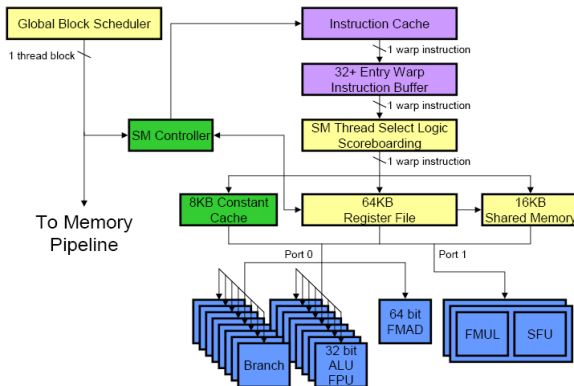 Global Block Scheduler
Instruction Cache
1 thread block
1 warp instruction
32+ Entry Warp
Instruction Buffer
1 warp instruction
SM Controller
SM Thread Select Logic
Scoreboarding
1 warp instruction
8KB Constant
Cache
64KB
Register File
16KB
Shared Memory
To Memory
Pipeline
Port 0
Port 1
64 bit
FMAD
FMUL
SFU
Branch
32 bit
ALU
FPU